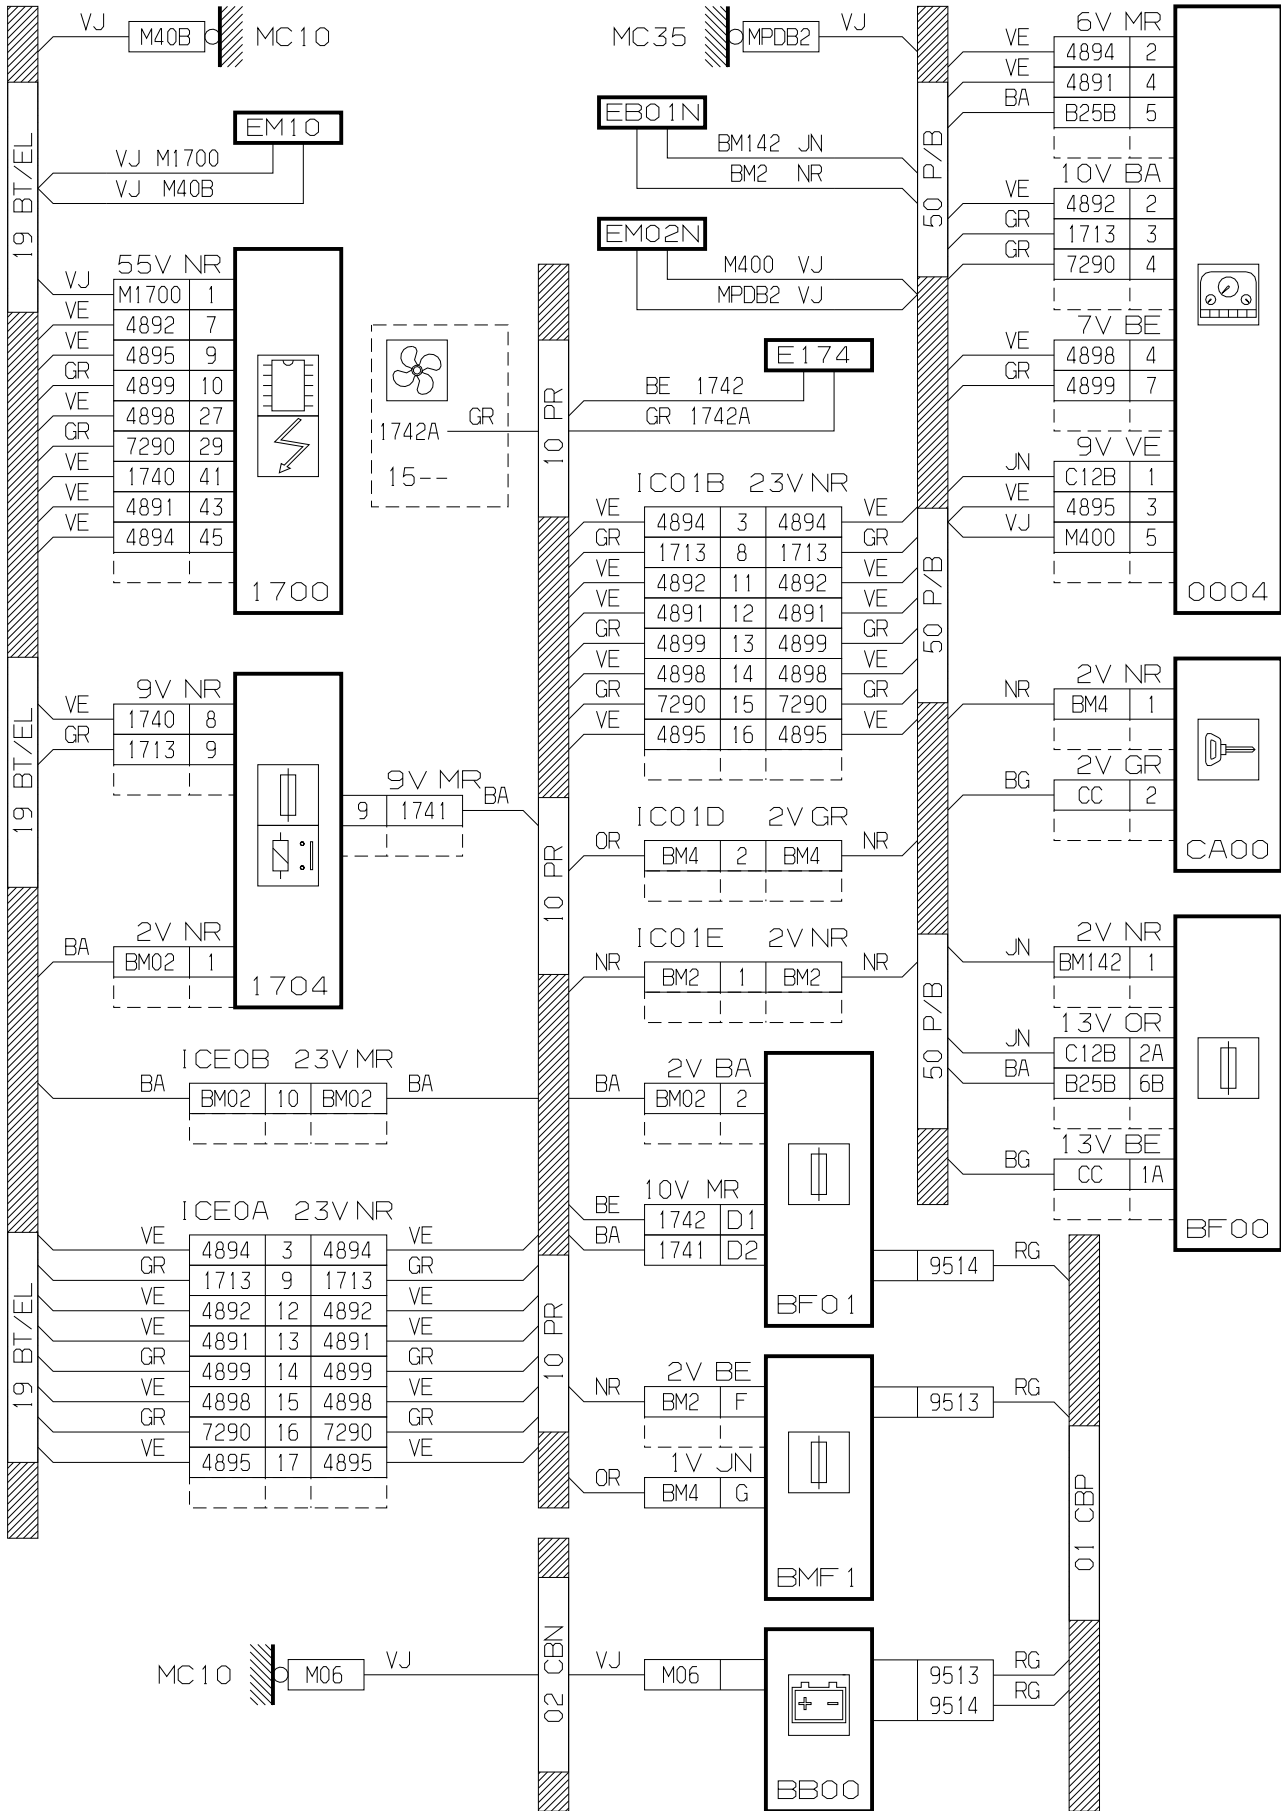 VJ M40B MC10
MC35 MPDB2 VJ
19 BT/EL
EM10
VJ M1700
VJ M40B
55V NR
VJ M1700 1
VE 4892 7
VE 4895 9
GR 4899 10
VE 4898 27
GR 7290 29
VE 1740 41
VE 4891 43
VE 4894 45
1700
19 BT/EL
9V NR
VE 1740 8
GR 1713 9
9V MR
9 1741 BA
2V NR
BA BM02 1
1704
ICE0B 23V MR
BA BM02 10 BM02 BA
ICE0A 23V NR
19 BT/EL
VE 4894 3 4894 VE
GR 1713 9 1713 GR
VE 4892 12 4892 VE
VE 4891 13 4891 VE
GR 4899 14 4899 GR
VE 4898 15 4898 VE
GR 7290 16 7290 GR
VE 4895 17 4895 VE
1742A GR
15--
10 PR
EB01N
BM142 JN
BM2 NR
EM02N
M400 VJ
MPDB2 VJ
E174
BE 1742
GR 1742A
IC01B 23V NR
VE 4894 3 4894 VE
GR 1713 8 1713 GR
VE 4892 11 4892 VE
VE 4891 12 4891 VE
GR 4899 13 4899 GR
VE 4898 14 4898 VE
GR 7290 15 7290 GR
VE 4895 16 4895 VE
10 PR
IC01D 2V GR
OR BM4 2 BM4 NR
IC01E 2V NR
NR BM2 1 BM2 NR
2V BA
BA BM02 2
10V MR
BE 1742 D1
BA 1741 D2
9514 RG
BF01
10 PR
2V BE
NR BM2 F
9513 RG
1V JN
OR BM4 G
BMF1
50 P/B
6V MR
VE 4894 2
VE 4891 4
BA B25B 5
10V BA
VE 4892 2
GR 1713 3
GR 7290 4
7V BE
VE 4898 4
GR 4899 7
9V VE
JN C12B 1
VE 4895 3
VJ M400 5
0004
50 P/B
2V NR
NR BM4 1
2V GR
BG CC 2
CA00
50 P/B
2V NR
JN BM142 1
13V OR
JN C12B 2A
BA B25B 6B
13V BE
BG CC 1A
BF00
01 CBP
MC10 M06 VJ
02 CBN
VJ M06
+ -
9513 RG
9514 RG
BB00